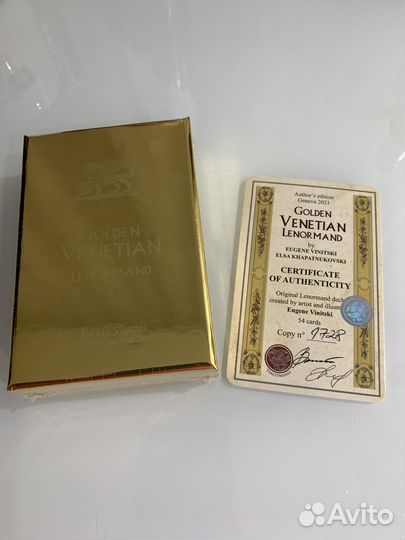 GOLDEN
VENETIAN
LENORMAND
Author's edition
Geneva 2021
GOLDEN
VENETIAN
LENORMAND
by
EUGENE VINITSKI
ELSA KHAPATNUKOVSKI
CERTIFICATE
OF AUTHENTICITY
Original Lenormand deck
created by artist and
Eugene Vinitski
54 cards
Copy n° 1728
Avito